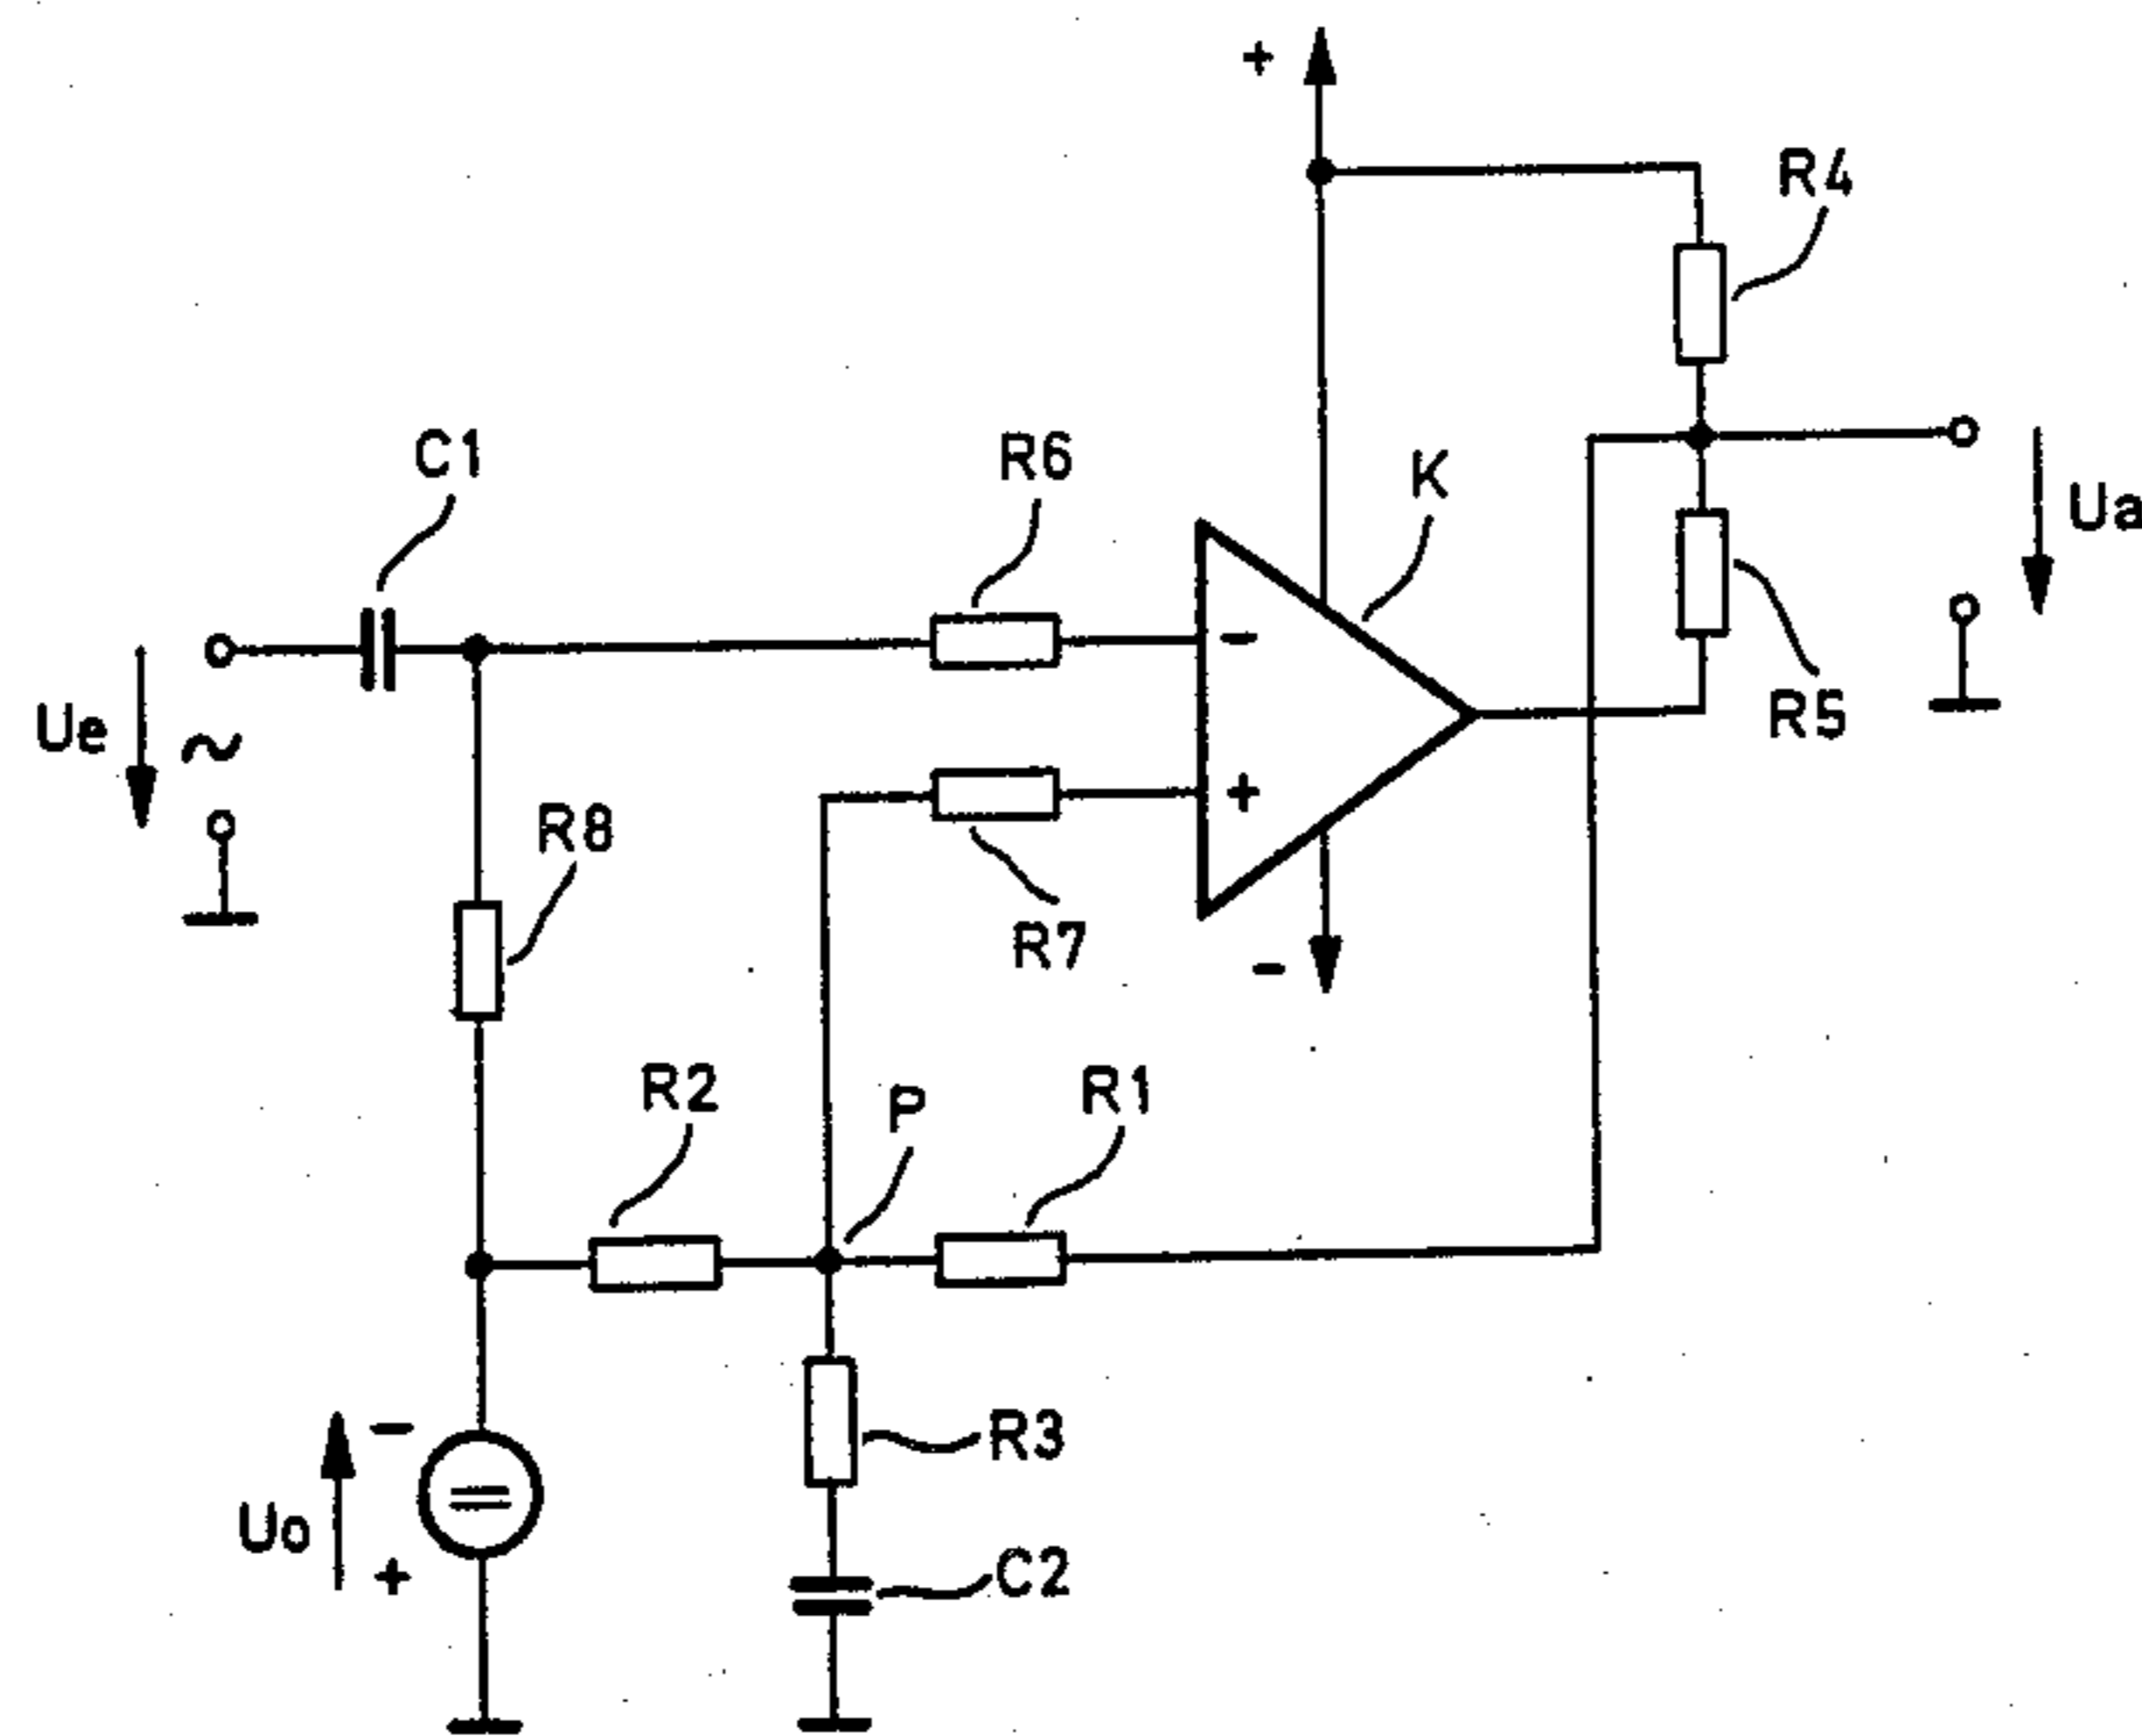 +
R4
C1
R6
K
Ua
-
Ue
~
R5
+
R8
R7
-
R2
P
R1
-
R3
=
Uo
+
C2